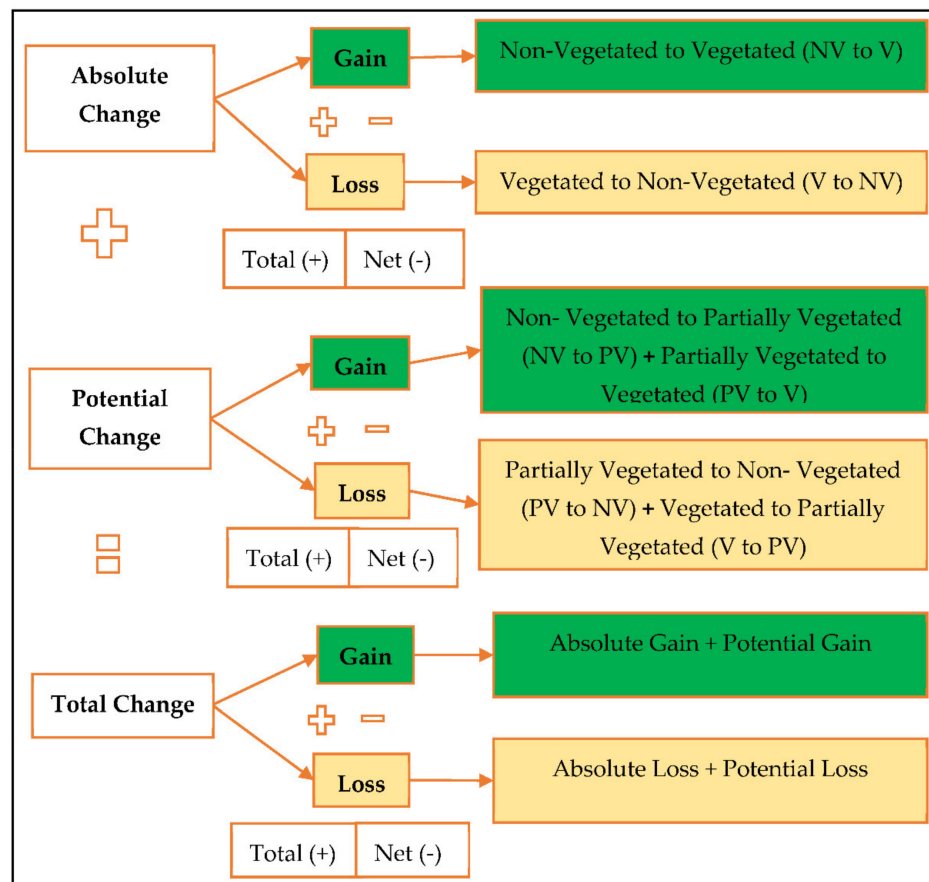 Absolute
Change
Gain
Non-Vegetated to Vegetated (NV to V)
Loss
Vegetated to Non-Vegetated (V to NV)
Total (+) Net (-)
Potential
Change
Gain
Non- Vegetated to Partially Vegetated
(NV to PV) + Partially Vegetated to
Vegetated (PV to V)
Loss
Partially Vegetated to Non- Vegetated
(PV to NV) + Vegetated to Partially
Vegetated (V to PV)
Total (+) Net (-)
Total Change
Gain
Absolute Gain + Potential Gain
Loss
Absolute Loss + Potential Loss
Total (+) Net (-)